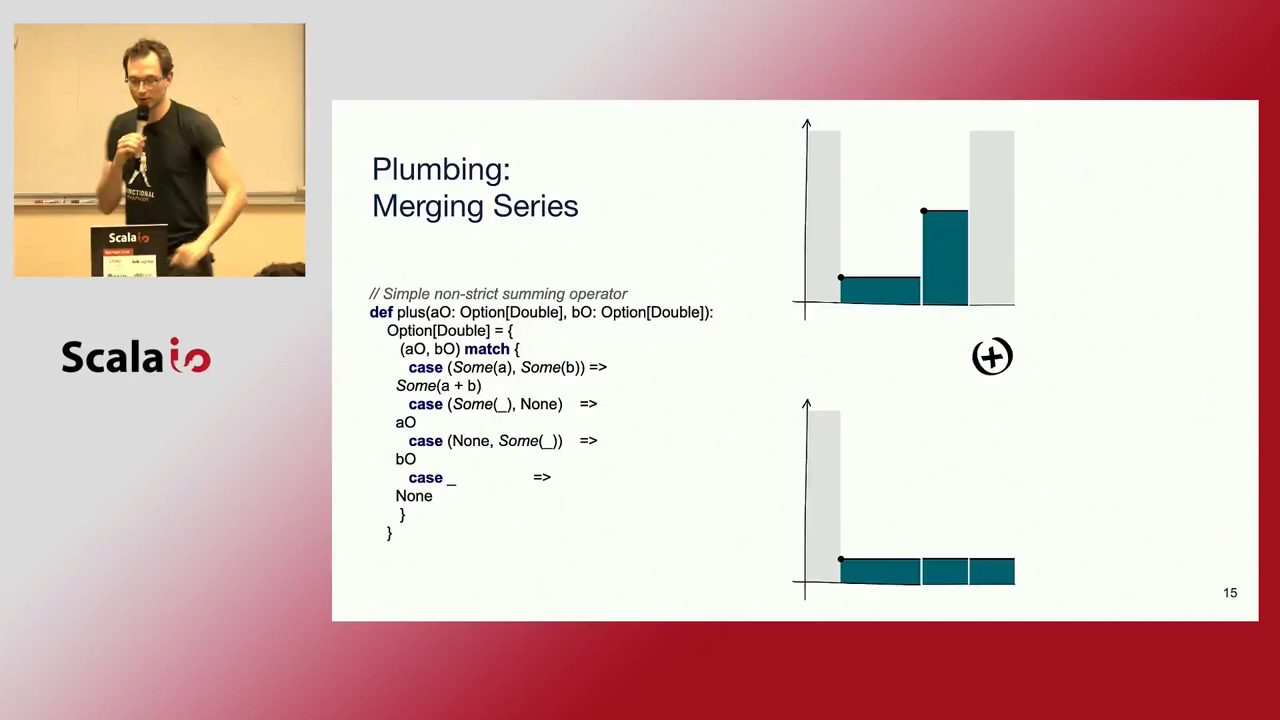 Plumbing:
Merging Series
// Simple non-strict summing operator
def plus(aO: Option[Double], bO: Option[Double]):
Option[Double] = {
(aO, bO) match {
case (Some(a), Some(b)) =>
Some(a + b)
case (Some(_), None) =>
aO
case (None, Some(_)) =>
bO
case _ =>
None
}
}
15
Scala io
Scala io